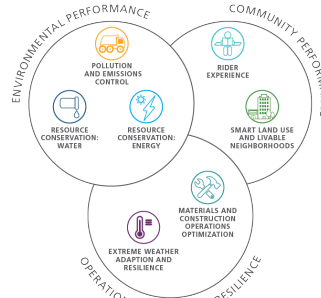 ENVIRONMENTAL PERFORMANCE
COMMUNITY
POLLUTION
AND EMISSIONS
CONTROL
RIDER
EXPERIENCE
RESOURCE
CONSERVATION:
WATER
RESOURCE
CONSERVATION:
ENERGY
SMART LAND USE
AND LIVABLE
NEIGHBORHOODS
MATERIALS AND
CONSTRUCTION
OPERATIONS
OPTIMIZATION
EXTREME WEATHER
ADAPTION AND
RESILIENCE
RESILIENCE